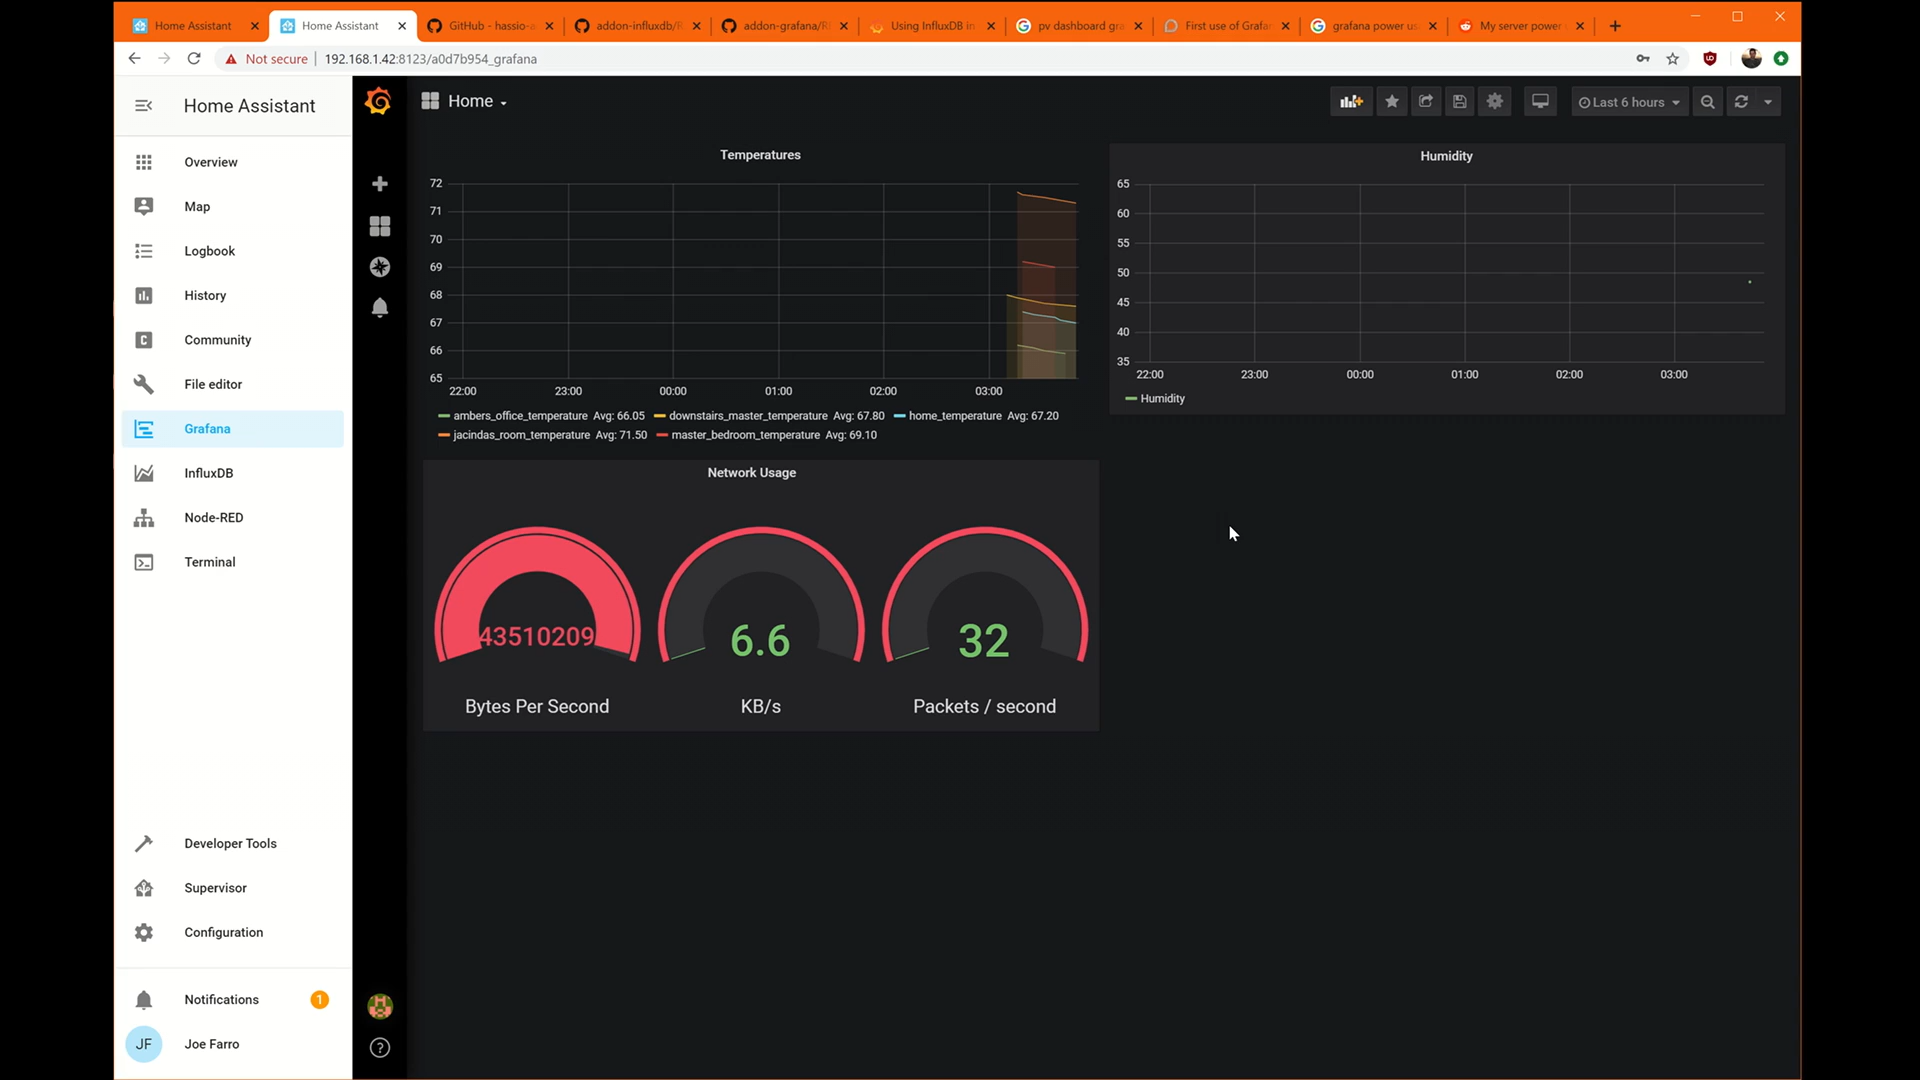 Home Assistant
Home Assistant
GitHub - hassio-a
addon-influxdb/R
addon-grafana/RE
Using InfluxDB in
pv dashboard gra
First use of Grafan
grafana power us
My server power
Not secure
192.168.1.42:8123/a0d7b954_grafana
Home Assistant
Overview
Map
Logbook
History
Community
File editor
Grafana
InfluxDB
Node-RED
Terminal
Developer Tools
Supervisor
Configuration
Notifications 1
JF Joe Farro
Home
Last 6 hours
Temperatures
72
71
70
69
68
67
66
65
22:00 23:00 00:00 01:00 02:00 03:00
ambers_office_temperature Avg: 66.05 downstairs_master_temperature Avg: 67.80 home_temperature Avg: 67.20
jacindas_room_temperature Avg: 71.50 master_bedroom_temperature Avg: 69.10
Humidity
65
60
55
50
45
40
35
22:00 23:00 00:00 01:00 02:00 03:00
Humidity
Network Usage
43510209 6.6 32
Bytes Per Second KB/s Packets / second